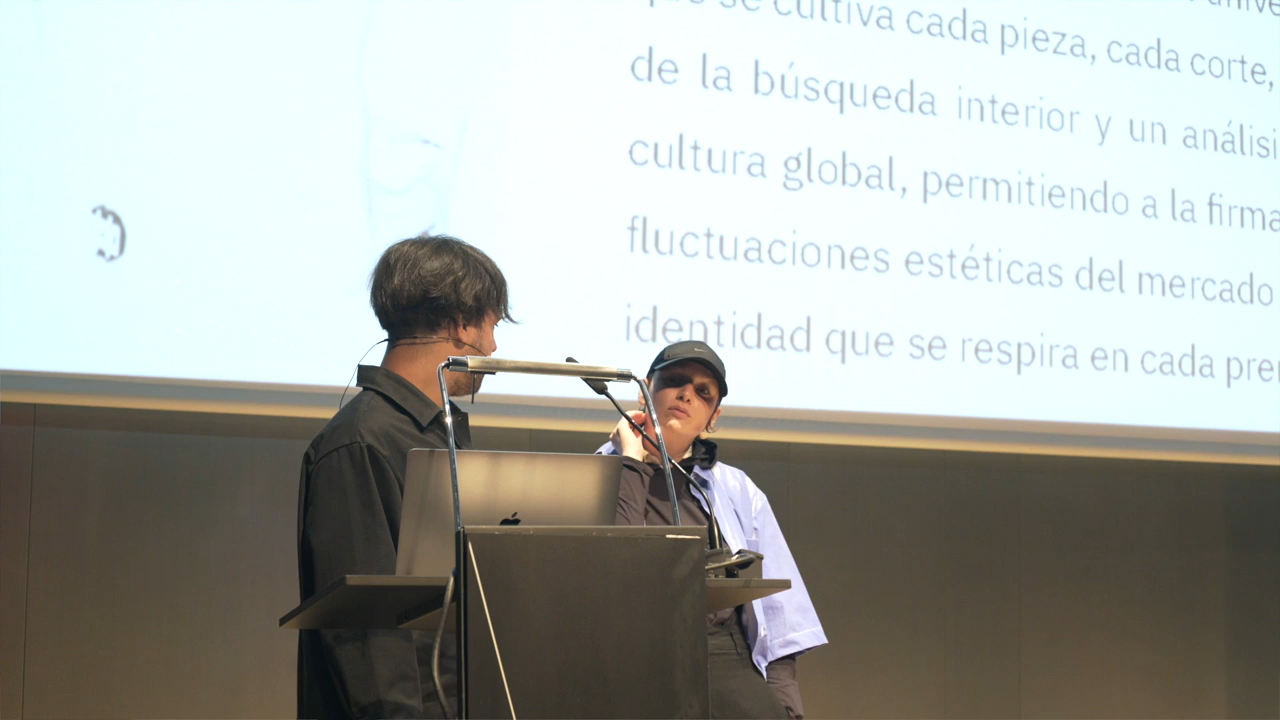 que se cultiva cada pieza, cada corte,
de la búsqueda interior y un análisi
cultura global, permitiendo a la firma
fluctuaciones estéticas del mercado
identidad que se respira en cada pre